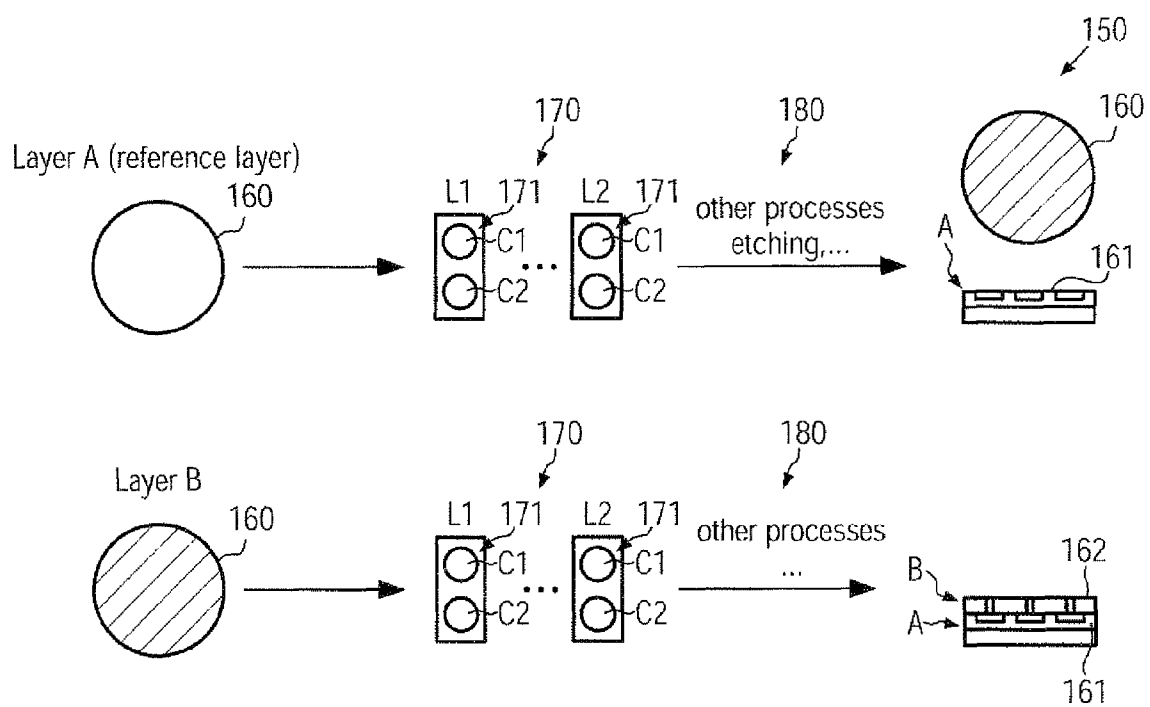 150
170
180
160
Layer A (reference layer)
160
L1
171
L2
171
C1
C1
...
C2
C2
other processes
etching,...
A
161
170
180
Layer B
160
L1
171
L2
171
C1
C1
...
C2
C2
other processes
...
162
B
A
161